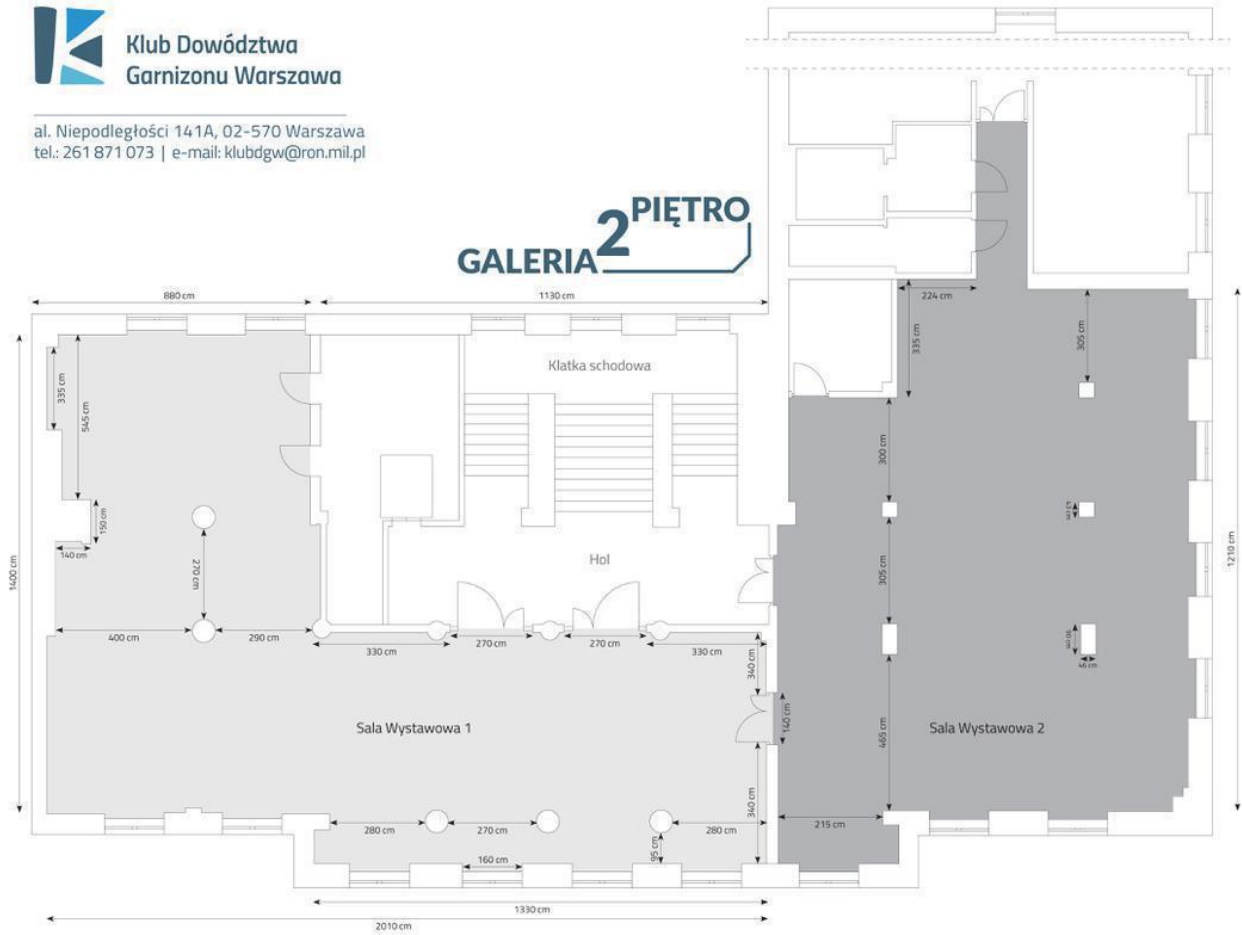 Klub Dowództwa
Garnizonu Warszawa
al. Niepodległości 141A, 02-570 Warszawa
tel.: 261 871 073 | e-mail: klubdgw@ron.mil.pl
GALERIA 2 PIĘTRO
880 cm
1130 cm
224 cm
335 cm
305 cm
335 cm
545 cm
Klatka schodowa
300 cm
150 cm
43 cm
140 cm
270 cm
1400 cm
Hol
305 cm
1210 cm
400 cm
290 cm
330 cm
270 cm
270 cm
330 cm
340 cm
90 cm
46 cm
140 cm
Sala Wystawowa 1
Sala Wystawowa 2
465 cm
340 cm
280 cm
270 cm
280 cm
215 cm
95 cm
160 cm
1330 cm
2010 cm